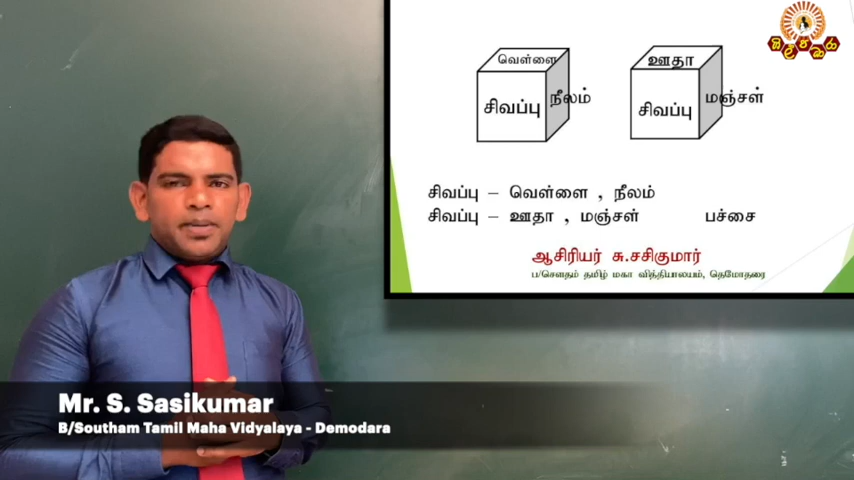 வெள்ளை
சிவப்பு
நீலம்
ஊதா
சிவப்பு
மஞ்சள்
சிவப்பு – வெள்ளை , நீலம்
சிவப்பு – ஊதா , மஞ்சள் பச்சை
ஆசிரியர் சு.சசிகுமார்
ப/சௌதம் தமிழ் மகா வித்தியாலயம், தெமோதரை
Mr. S. Sasikumar
B/Southam Tamil Maha Vidyalaya - Demodara